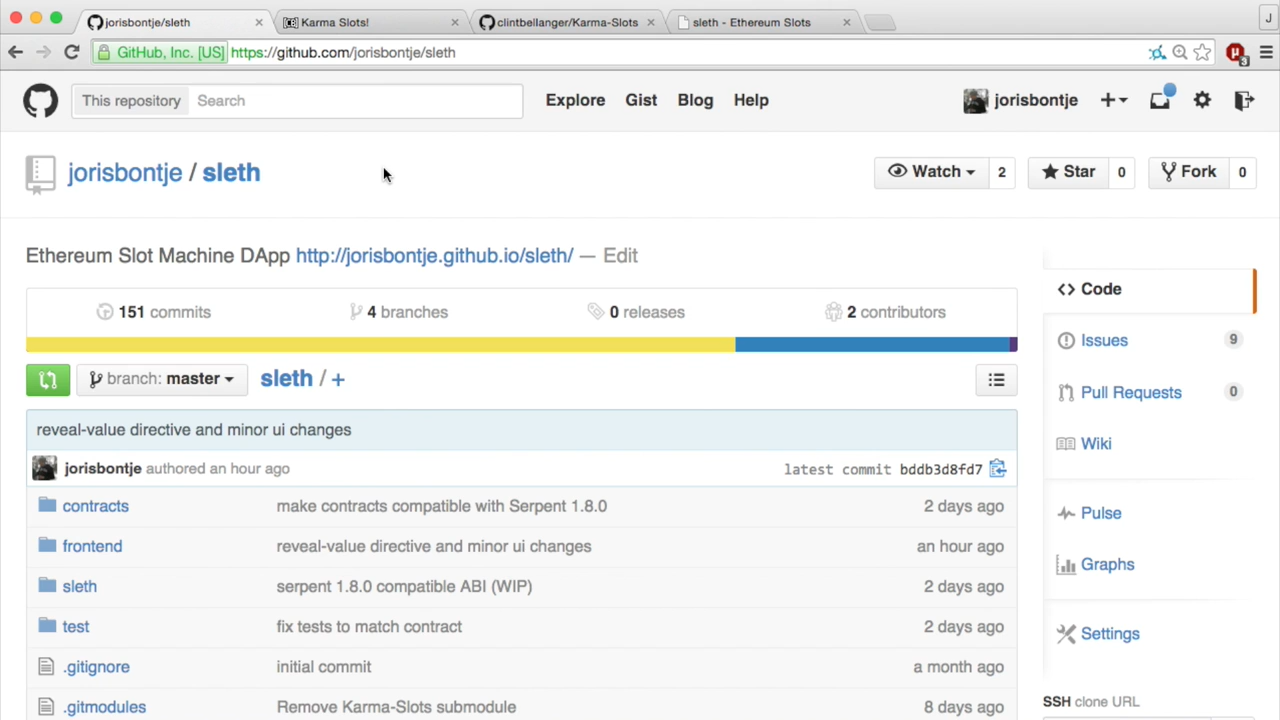 jorisbontje/sleth
Karma Slots!
clintbellanger/Karma-Slots
sleth - Ethereum Slots
J
GitHub, Inc. [US] https://github.com/jorisbontje/sleth
3
This repository Search Explore Gist Blog Help jorisbontje
jorisbontje / sleth Watch 2 Star 0 Fork 0
Ethereum Slot Machine DApp http://jorisbontje.github.io/sleth/ — Edit
151 commits 4 branches 0 releases 2 contributors
branch: master sleth / +
reveal-value directive and minor ui changes
jorisbontje authored an hour ago latest commit bddb3d8fd7
contracts make contracts compatible with Serpent 1.8.0 2 days ago
frontend reveal-value directive and minor ui changes an hour ago
sleth serpent 1.8.0 compatible ABI (WIP) 2 days ago
test fix tests to match contract 2 days ago
.gitignore initial commit a month ago
.gitmodules Remove Karma-Slots submodule 8 days ago
Code
Issues 9
Pull Requests 0
Wiki
Pulse
Graphs
Settings
SSH clone URL